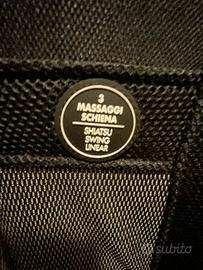 3
MASSAGGI
SCHIENA
SHIATSU
SWING
LINEAR
subito